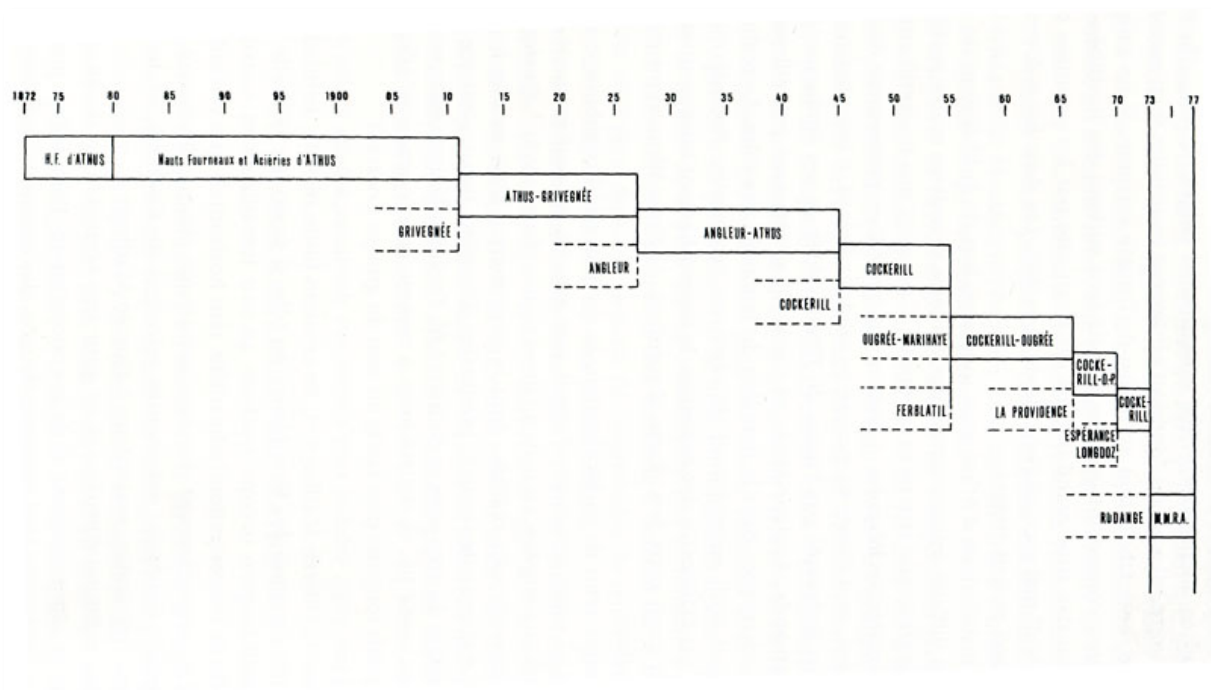 1872 75 80 85 90 95 1900 05 10 15 20 25 30 35 40 45 50 55 60 65 70 73 77
H.F. d'ATHUS
Hauts Fourneaux et Acièries d'ATHUS
ATHUS-GRIVEGNÉE
GRIVEGNÉE
ANGLEUR-ATHUS
ANGLEUR
COCKERILL
COCKERILL
OUGRÉE-MARIHAYE
COCKERILL-OUGRÉE
COCKE-
RILL-O.P.
FERBLATIL
LA PROVIDENCE
COCKE-
RILL
ESPÉRANCE
LONGDOZ
RODANGE
M.M.R.A.